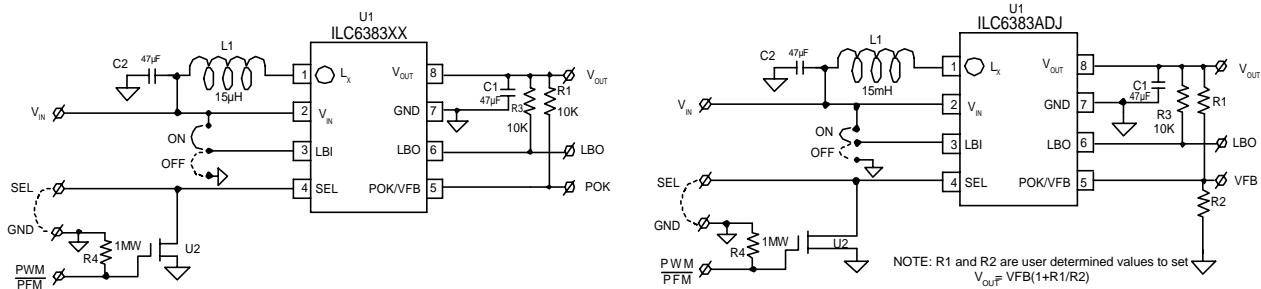 U1
ILC6383XX
C2
47µF
L1
15µH
1
LX
VOUT
8
C1
47µF
R3
10K
R1
10K
VOUT
VIN
2
VIN
GND
7
ON
OFF
3
LBI
LBO
6
LBO
SEL
4
SEL
POK/VFB
5
POK
GND
R4
1MW
U2
PWM
PFM
U1
ILC6383ADJ
C2
47µF
L1
15mH
1
LX
VOUT
8
C1
47µF
R3
10K
R1
VOUT
VIN
2
VIN
GND
7
ON
OFF
3
LBI
LBO
6
LBO
SEL
4
SEL
POK/VFB
5
VFB
R2
GND
R4
1MW
U2
PWM
PFM
NOTE: R1 and R2 are user determined values to set
VOUT= VFB(1+R1/R2)